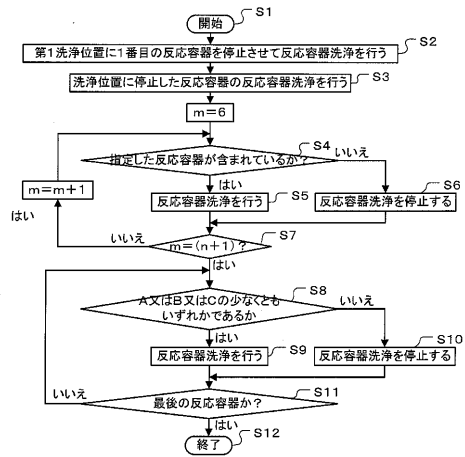 開始
S1
第1洗浄位置に1番目の反応容器を停止させて反応容器洗浄を行う
S2
洗浄位置に停止した反応容器の反応容器洗浄を行う
S3
m=6
指定した反応容器が含まれているか?
S4
いいえ
はい
m=m+1
反応容器洗浄を行う
S5
反応容器洗浄を停止する
S6
はい
いいえ
m=(n+1)?
S7
はい
A又はB又はCの少なくとも
いずれかであるか
S8
いいえ
はい
反応容器洗浄を行う
S9
反応容器洗浄を停止する
S10
いいえ
最後の反応容器か?
S11
はい
終了
S12